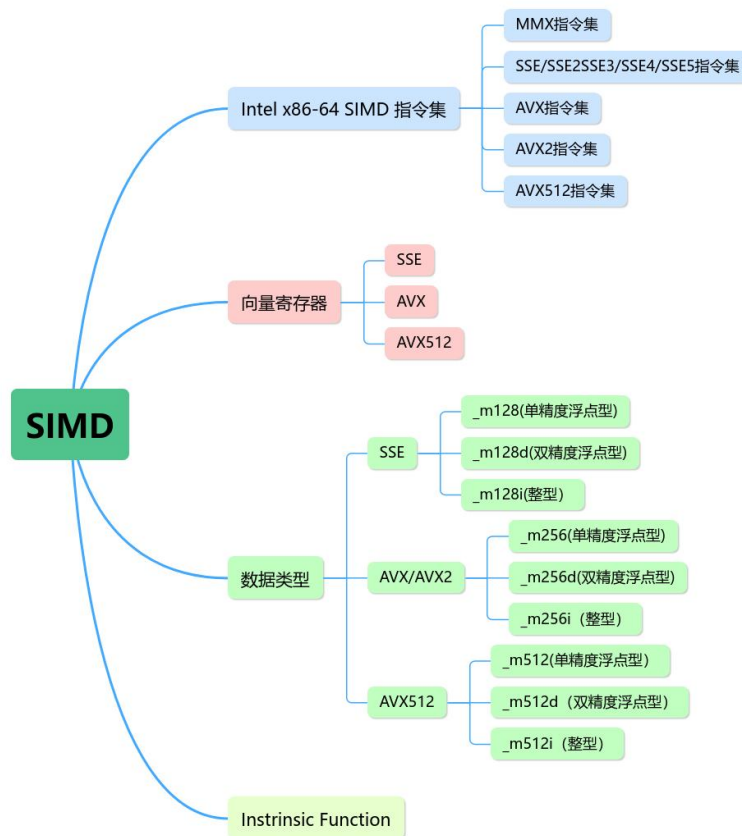 SIMD
Intel x86-64 SIMD 指令集
MMX指令集
SSE/SSE2SSE3/SSE4/SSE5指令集
AVX指令集
AVX2指令集
AVX512指令集
向量寄存器
SSE
AVX
AVX512
数据类型
SSE
_m128(单精度浮点型)
_m128d(双精度浮点型)
_m128i(整型）
AVX/AVX2
_m256(单精度浮点型)
_m256d(双精度浮点型)
_m256i（整型）
AVX512
_m512(单精度浮点型）
_m512d（双精度浮点型）
_m512i（整型）
Instrinsic Function